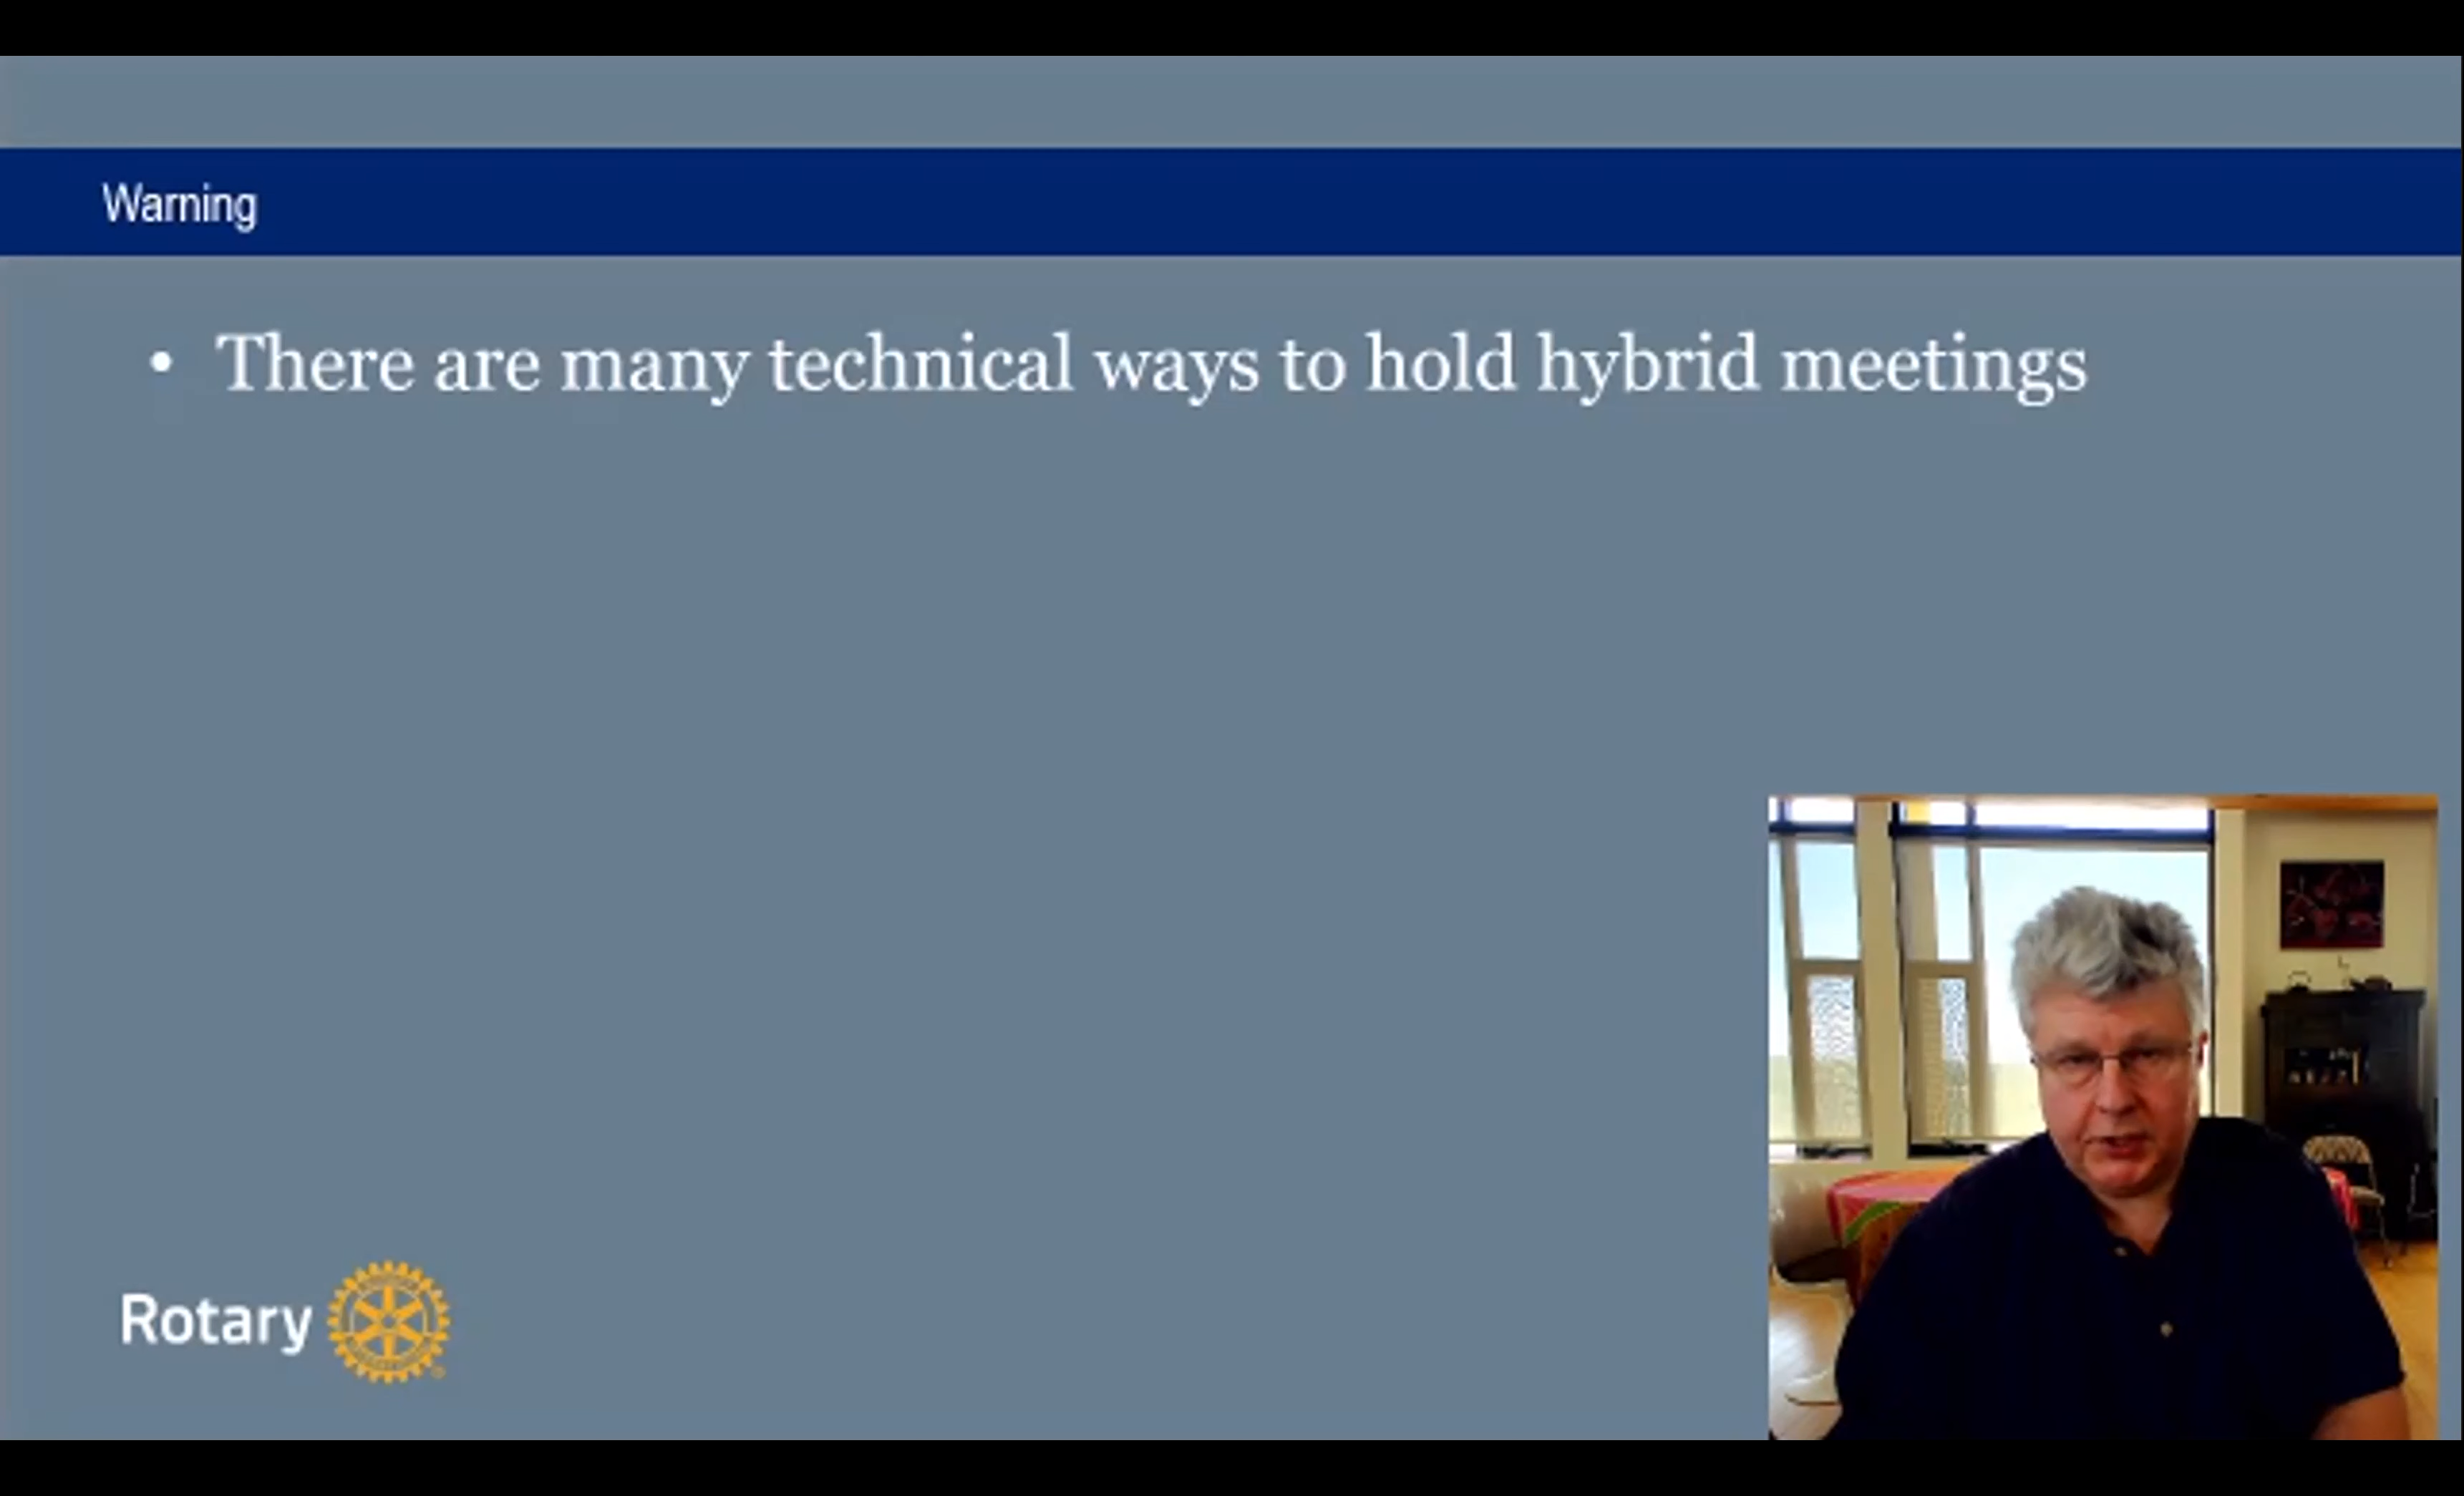 Warning
• There are many technical ways to hold hybrid meetings
Rotary